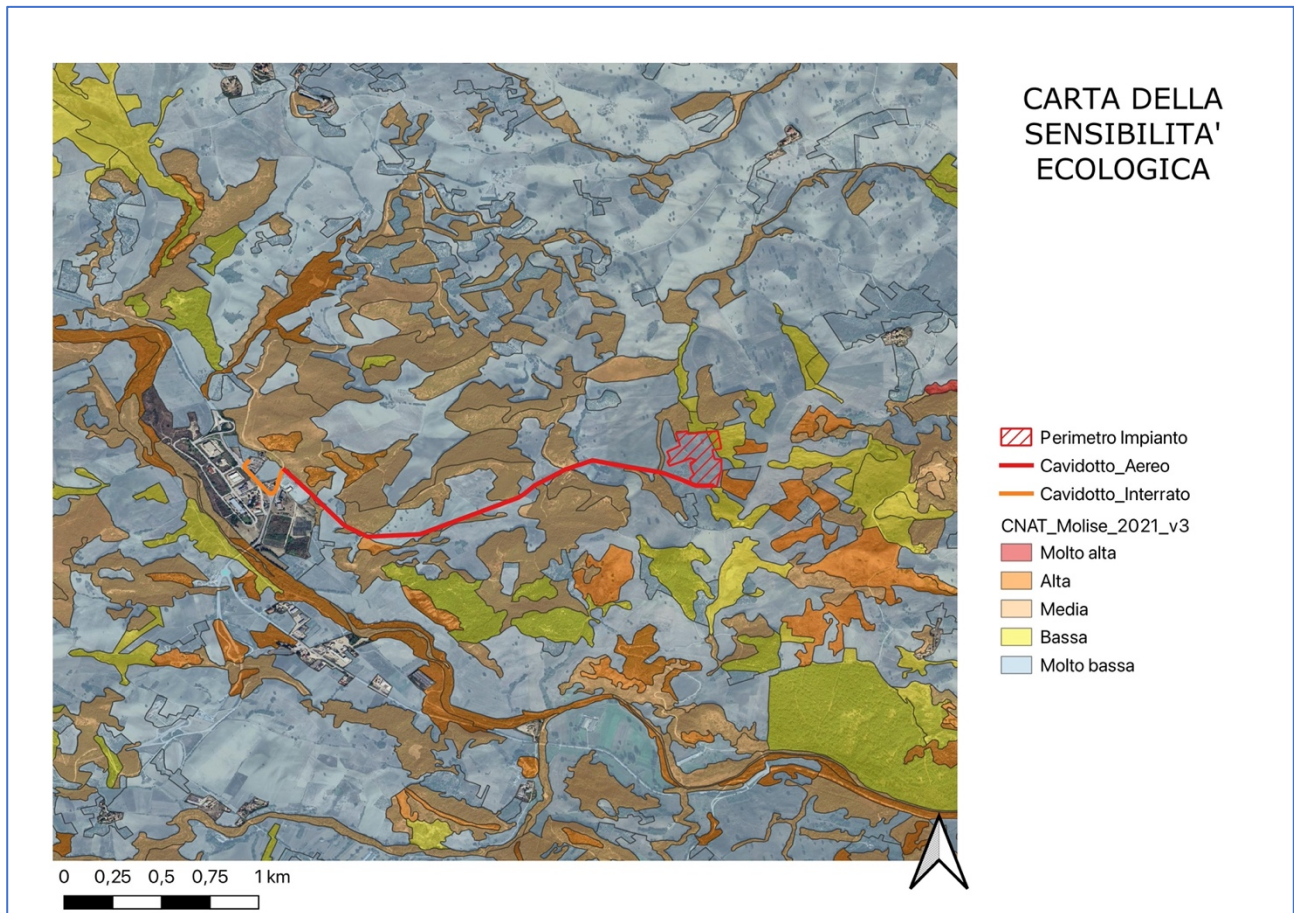 CARTA DELLA
SENSIBILITA'
ECOLOGICA
Perimetro Impianto
Cavidotto_Aereo
Cavidotto_Interrato
CNAT_Molise_2021_v3
Molto alta
Alta
Media
Bassa
Molto bassa
0 0,25 0,5 0,75 1 km